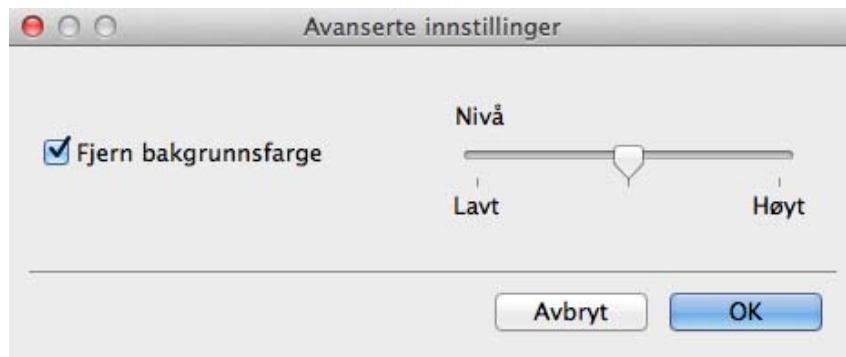 Avanserte innstillinger
Nivå
Fjern bakgrunnsfarge
Lavt Høyt
Avbryt OK